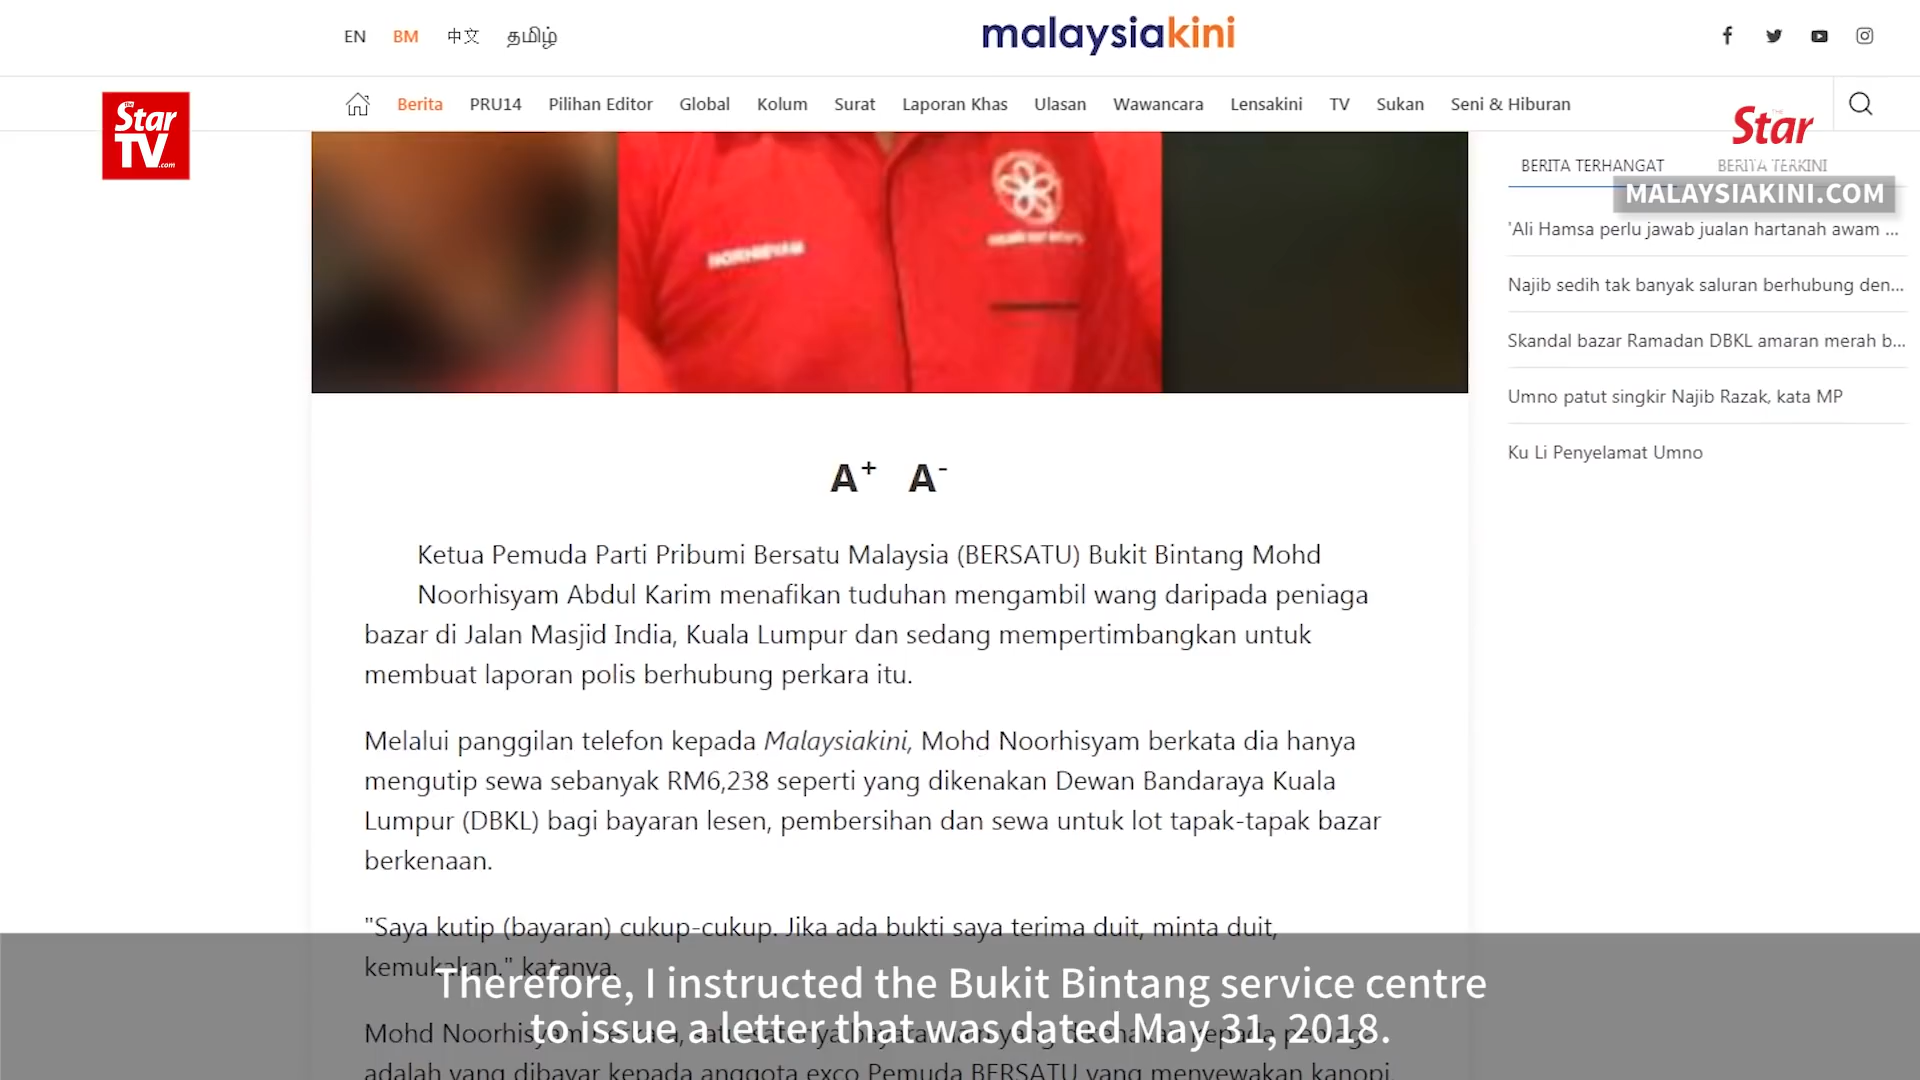 EN BM 中文 தமிழ்
malaysiakini
The Star TV.com
Berita PRU14 Pilihan Editor Global Kolum Surat Laporan Khas Ulasan Wawancara Lensakini TV Sukan Seni & Hiburan
The Star
BERITA TERHANGAT BERITA TERKINI
MALAYSIAKINI.COM
'Ali Hamsa perlu jawab jualan hartanah awam ...
Najib sedih tak banyak saluran berhubung den...
Skandal bazar Ramadan DBKL amaran merah b...
Umno patut singkir Najib Razak, kata MP
Ku Li Penyelamat Umno
NORHISYAM
A+ A-
Ketua Pemuda Parti Pribumi Bersatu Malaysia (BERSATU) Bukit Bintang Mohd
Noorhisyam Abdul Karim menafikan tuduhan mengambil wang daripada peniaga
bazar di Jalan Masjid India, Kuala Lumpur dan sedang mempertimbangkan untuk
membuat laporan polis berhubung perkara itu.
Melalui panggilan telefon kepada Malaysiakini, Mohd Noorhisyam berkata dia hanya
mengutip sewa sebanyak RM6,238 seperti yang dikenakan Dewan Bandaraya Kuala
Lumpur (DBKL) bagi bayaran lesen, pembersihan dan sewa untuk lot tapak-tapak bazar
berkenaan.
"Saya kutip (bayaran) cukup-cukup. Jika ada bukti saya terima duit, minta duit,
kemukakan," katanya.
Therefore, I instructed the Bukit Bintang service centre
to issue a letter that was dated May 31, 2018.
Mohd Noorhisyam
adalah yang dibayar kepada anggota exco Pemuda BERSATU yang menyewakan kanopi,